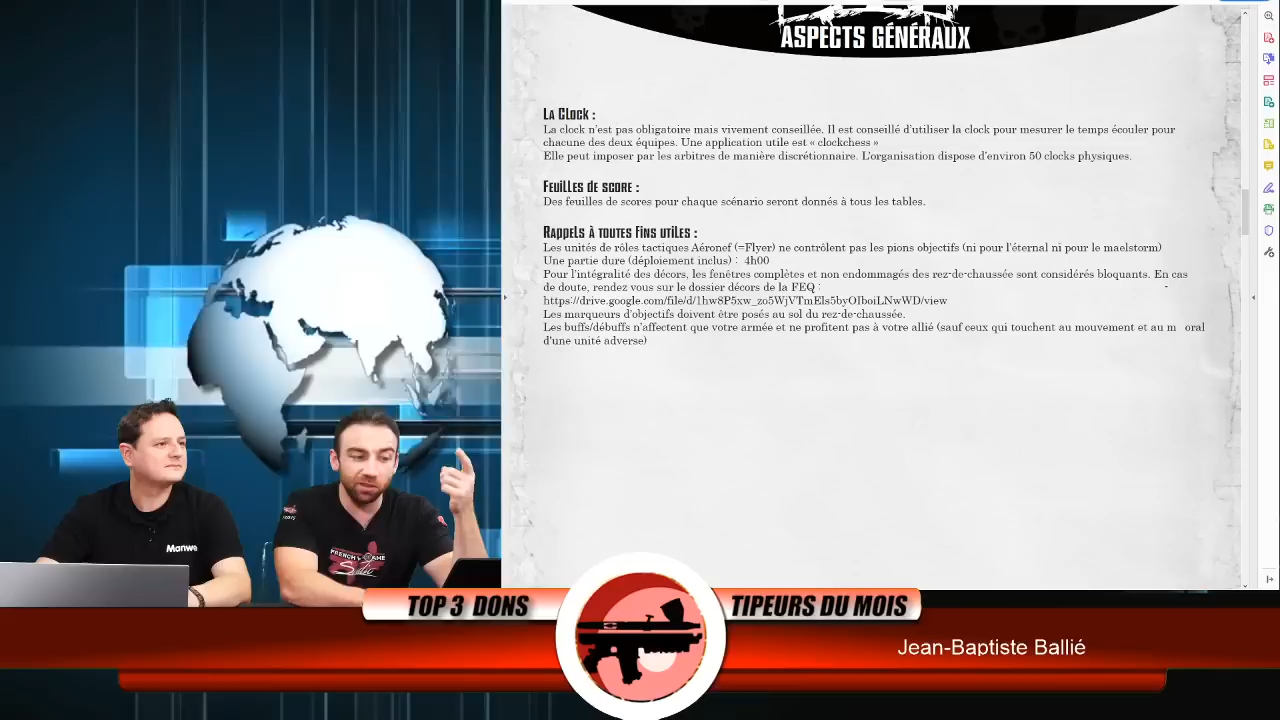 ASPECTS GÉNÉRAUX
La Clock :
La clock n'est pas obligatoire mais vivement conseillée. Il est conseillé d'utiliser la clock pour mesurer le temps écouler pour
chacune des deux équipes. Une application utile est « clockchess »
Elle peut imposer par les arbitres de manière discrétionnaire. L'organisation dispose d'environ 50 clocks physiques.
Feuilles de score :
Des feuilles de scores pour chaque scénario seront donnés à tous les tables.
Rappels à toutes fins utiles :
Les unités de rôles tactiques Aéronef (=Flyer) ne contrôlent pas les pions objectifs (ni pour l'éternal ni pour le maelstorm)
Une partie dure (déploiement inclus) : 4h00
Pour l'intégralité des décors, les fenêtres complètes et non endommagés des rez-de-chaussée sont considérés bloquants. En cas
de doute, rendez vous sur le dossier décors de la FEQ :
https://drive.google.com/file/d/1hw8P5xw_zo5WjVTmEls5byOIboiLNwWD/view
Les marqueurs d'objectifs doivent être posés au sol du rez-de-chaussée.
Les buffs/débuffs n'affectent que votre armée et ne profitent pas à votre allié (sauf ceux qui touchent au mouvement et au m oral
d'une unité adverse)
Manwe
FRENCH
Studio
TOP 3 DONS
TIPEURS DU MOIS
Jean-Baptiste Ballié